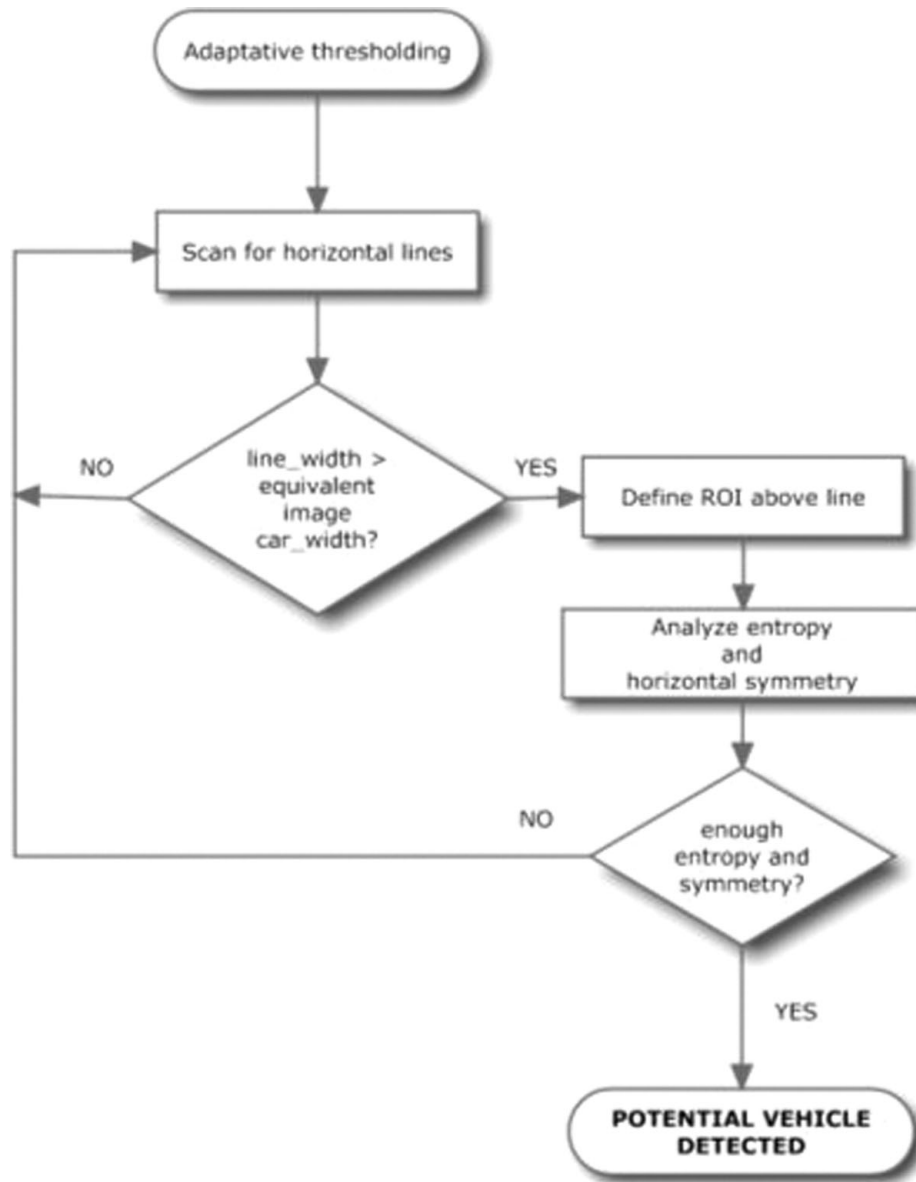 Adaptative thresholding
Scan for horizontal lines
NO
line_width >
equivalent
image
car_width?
YES
Define ROI above line
Analyze entropy
and
horizontal symmetry
NO
enough
entropy and
symmetry?
YES
POTENTIAL VEHICLE
DETECTED